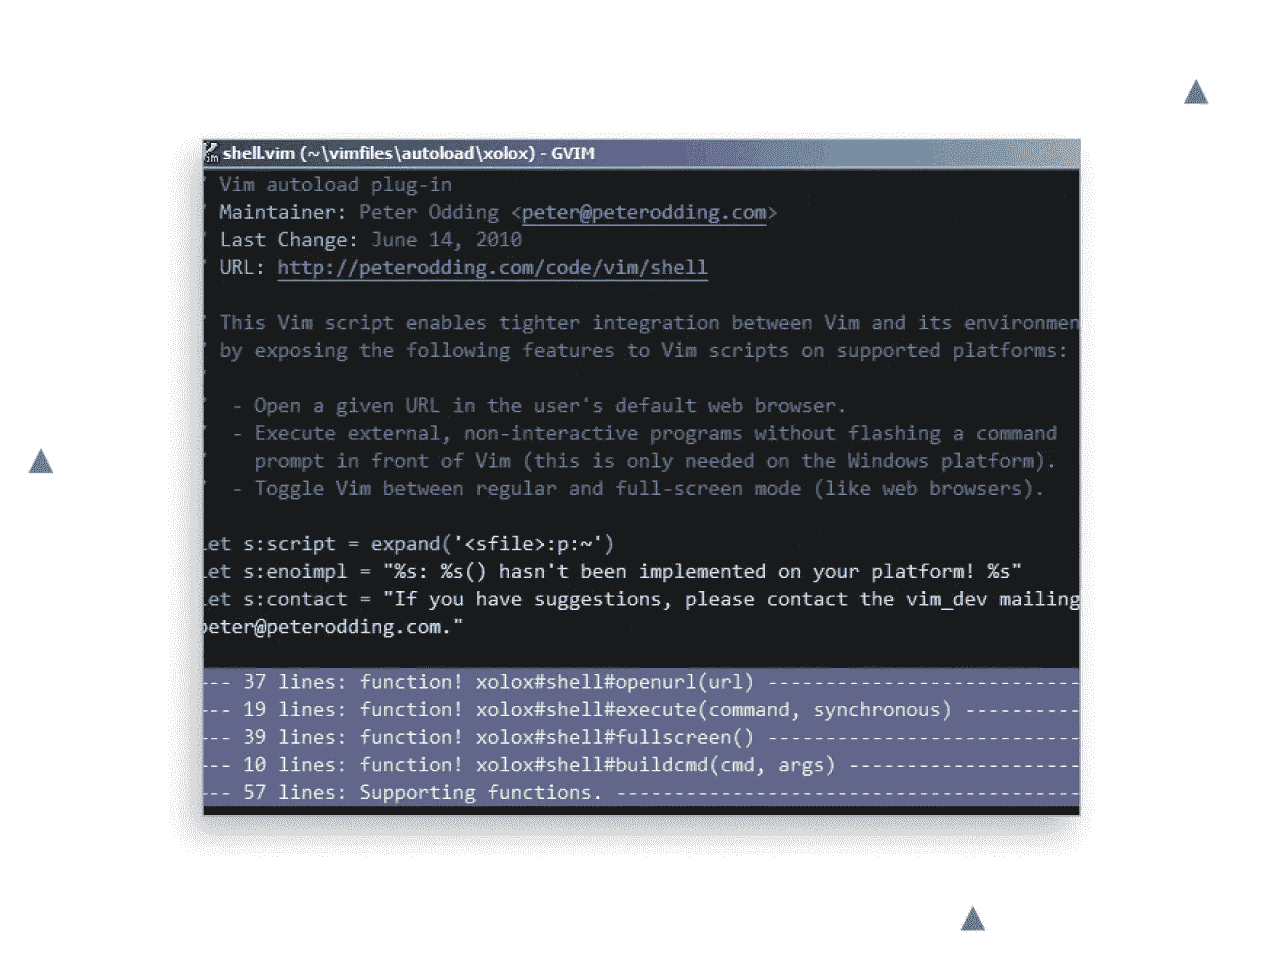 shell.vim (~\vimfiles\autoload\xolox) - GVIM
" Vim autoload plug-in
" Maintainer: Peter Odding <peter@peterodding.com>
" Last Change: June 14, 2010
" URL: http://peterodding.com/code/vim/shell
" This Vim script enables tighter integration between Vim and its environmen
" by exposing the following features to Vim scripts on supported platforms:
"
"  - Open a given URL in the user's default web browser.
"  - Execute external, non-interactive programs without flashing a command
"    prompt in front of Vim (this is only needed on the Windows platform).
"  - Toggle Vim between regular and full-screen mode (like web browsers).
let s:script = expand('<sfile>:p:~')
let s:enoimpl = "%s: %s() hasn't been implemented on your platform! %s"
let s:contact = "If you have suggestions, please contact the vim_dev mailing
peter@peterodding.com."
--- 37 lines: function! xolox#shell#openurl(url) ---------------------------
--- 19 lines: function! xolox#shell#execute(command, synchronous) ----------
--- 39 lines: function! xolox#shell#fullscreen() ---------------------------
--- 10 lines: function! xolox#shell#buildcmd(cmd, args) --------------------
--- 57 lines: Supporting functions. ----------------------------------------